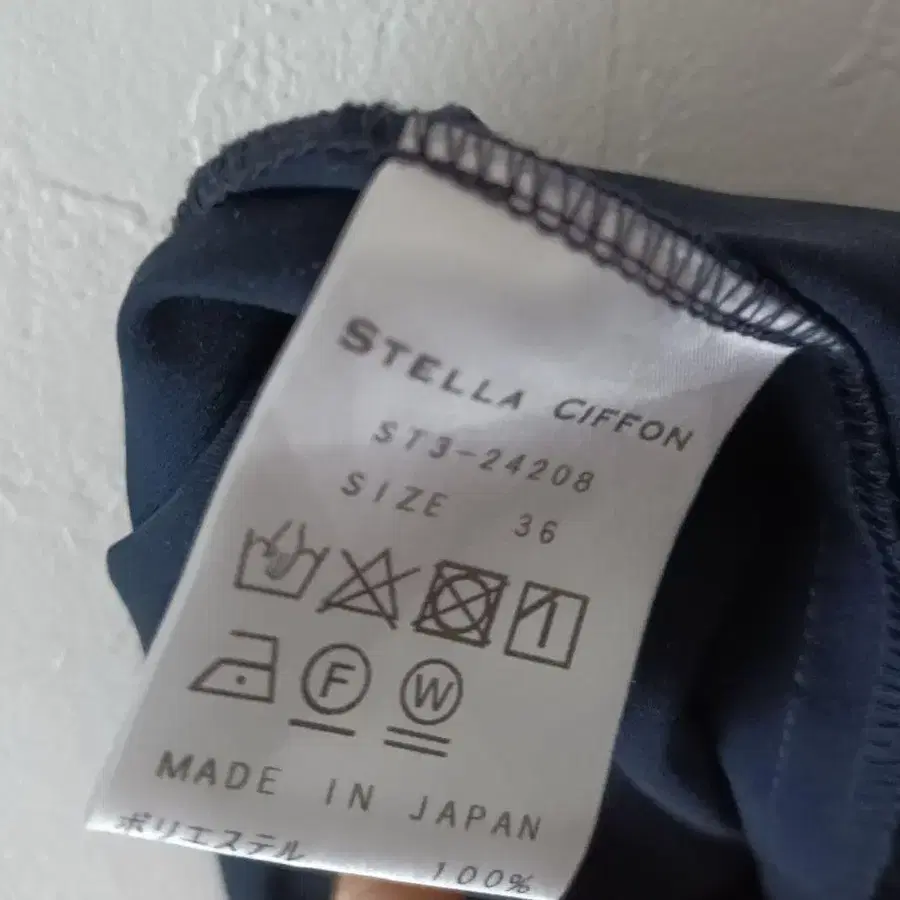 STELLA CIFFON
ST3-24208
SIZE 36
F W
MADE IN JAPAN
ポリエステル 100%